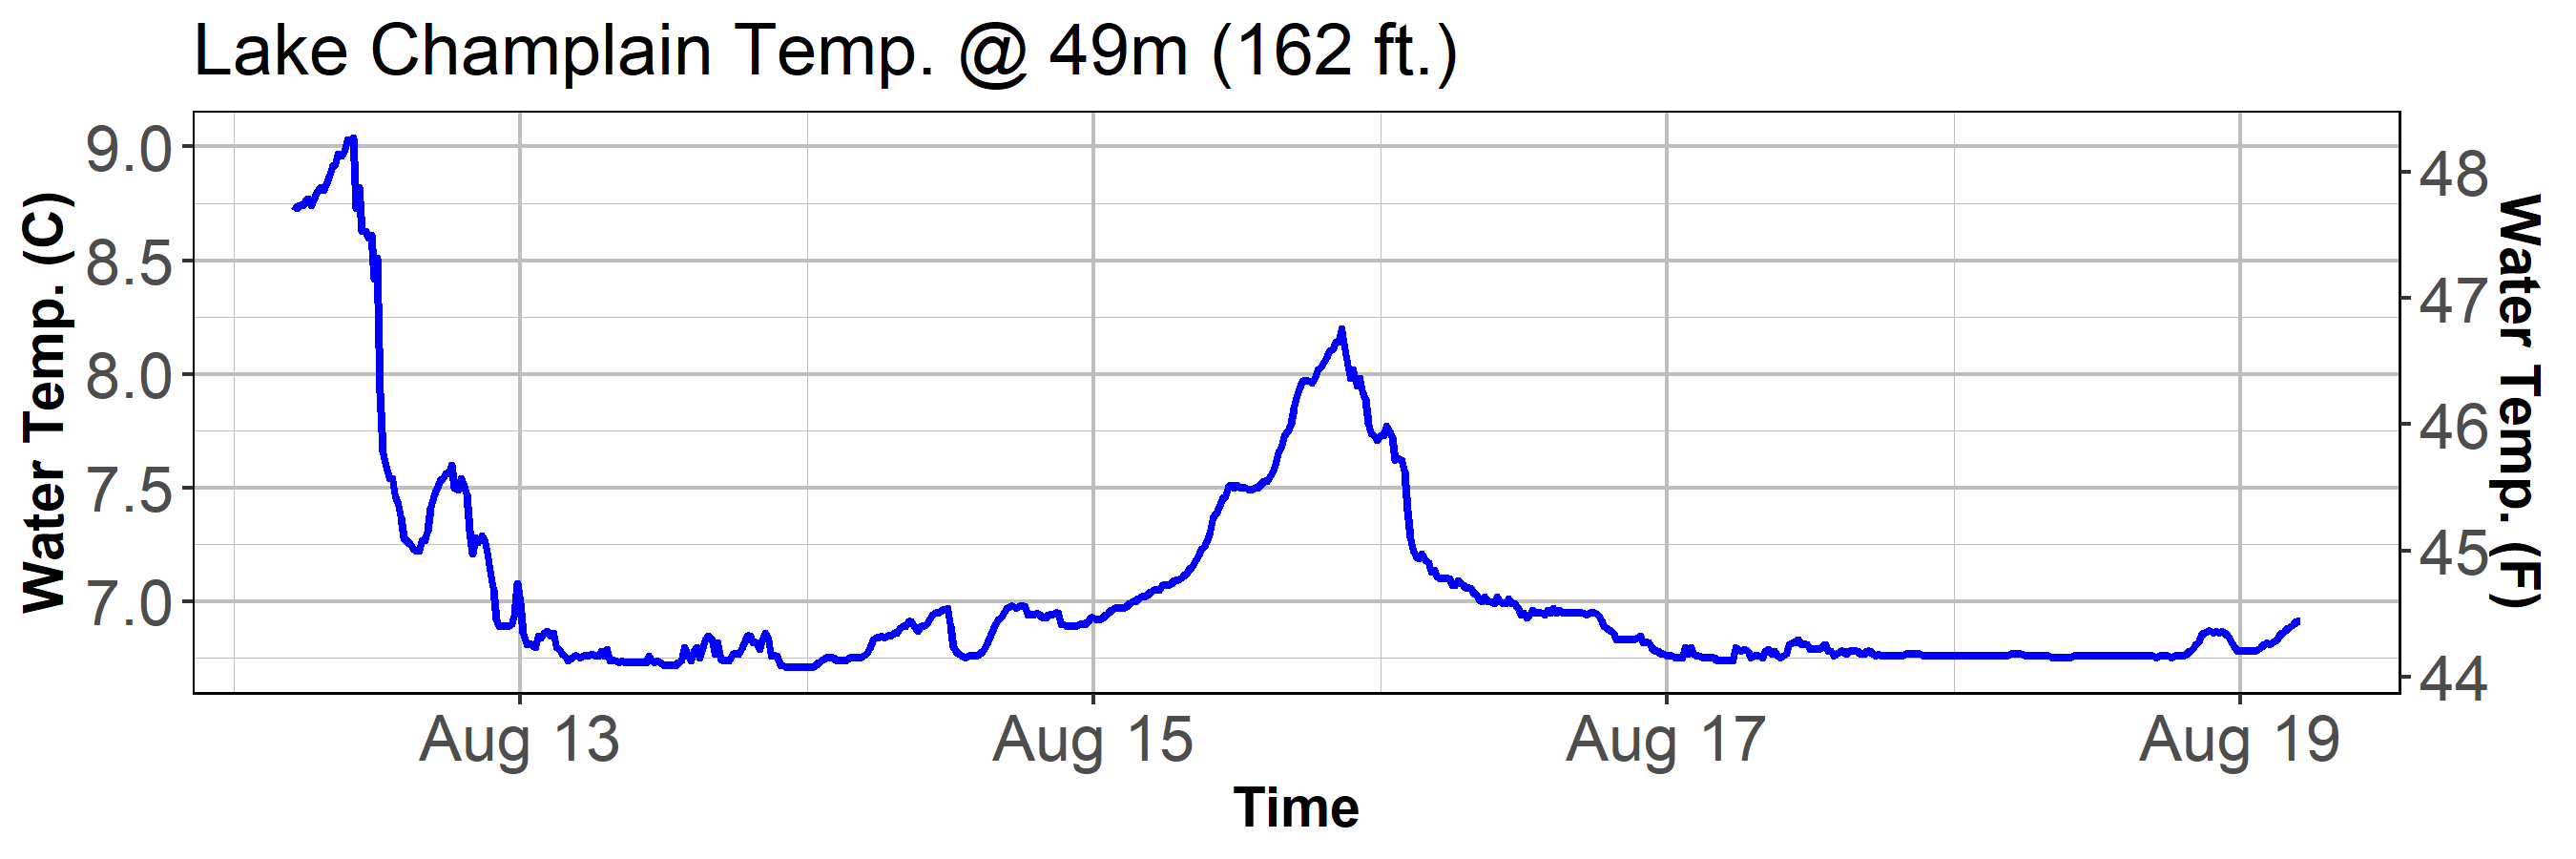 Lake Champlain Temp. @ 49m (162 ft.)
Water Temp. (C)
9.0
8.5
8.0
7.5
7.0
48
47
46
45
44
Water Temp. (F)
Aug 13 Aug 15 Aug 17 Aug 19
Time